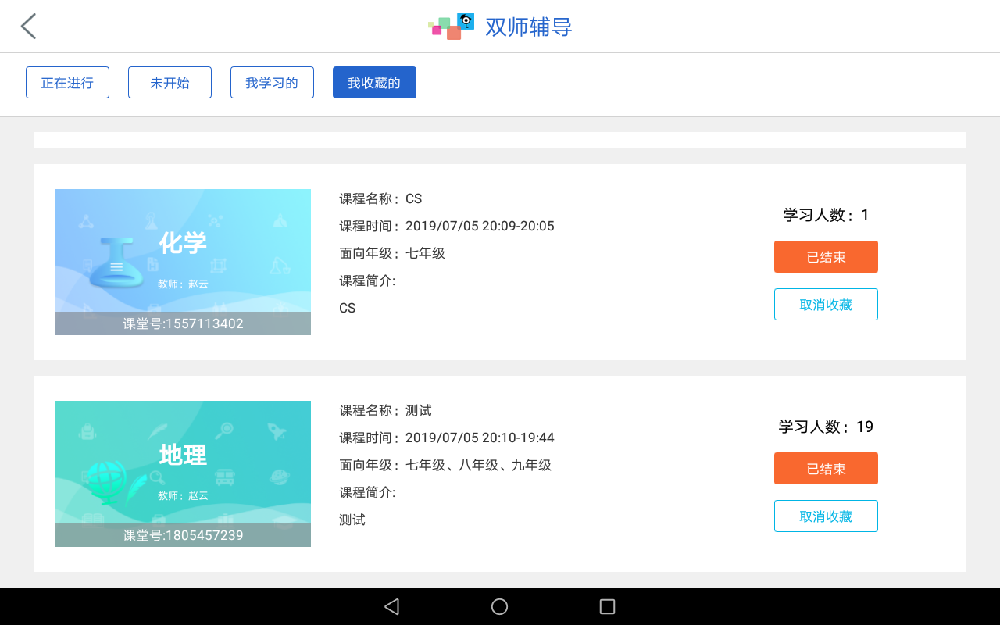 双师辅导
正在进行
未开始
我学习的
我收藏的
化学
教师：赵云
课堂号:1557113402
课程名称：CS
课程时间：2019/07/05 20:09-20:05
面向年级：七年级
课程简介:
CS
学习人数：1
已结束
取消收藏
地理
教师：赵云
课堂号:1805457239
课程名称：测试
课程时间：2019/07/05 20:10-19:44
面向年级：七年级、八年级、九年级
课程简介:
测试
学习人数：19
已结束
取消收藏